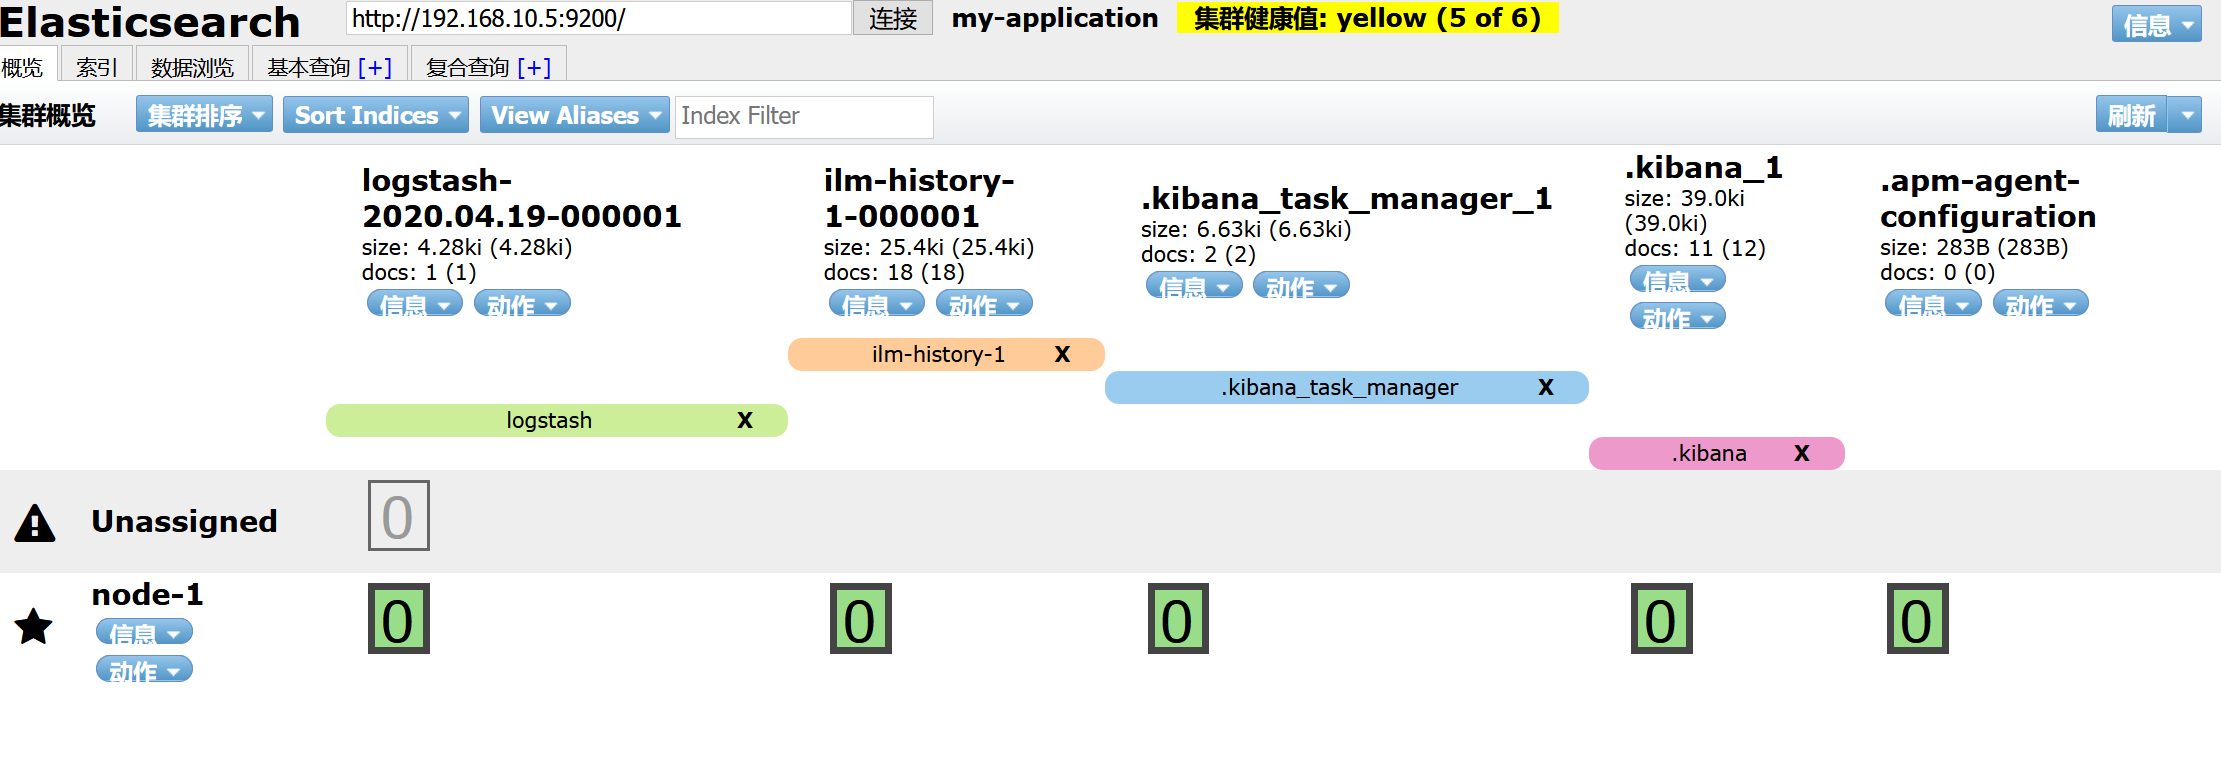 Elasticsearch
http://192.168.10.5:9200/ 连接 my-application 集群健康值: yellow (5 of 6) 信息
概览 索引 数据浏览 基本查询 [+] 复合查询 [+]
集群概览 集群排序 Sort Indices View Aliases Index Filter 刷新
logstash-
2020.04.19-000001
size: 4.28ki (4.28ki)
docs: 1 (1)
信息 动作
ilm-history-
1-000001
size: 25.4ki (25.4ki)
docs: 18 (18)
信息 动作
.kibana_task_manager_1
size: 6.63ki (6.63ki)
docs: 2 (2)
信息 动作
.kibana_1
size: 39.0ki
(39.0ki)
docs: 11 (12)
信息
动作
.apm-agent-
configuration
size: 283B (283B)
docs: 0 (0)
信息 动作
ilm-history-1 X
.kibana_task_manager X
logstash X
.kibana X
Unassigned 0
node-1
信息
动作
0 0 0 0 0